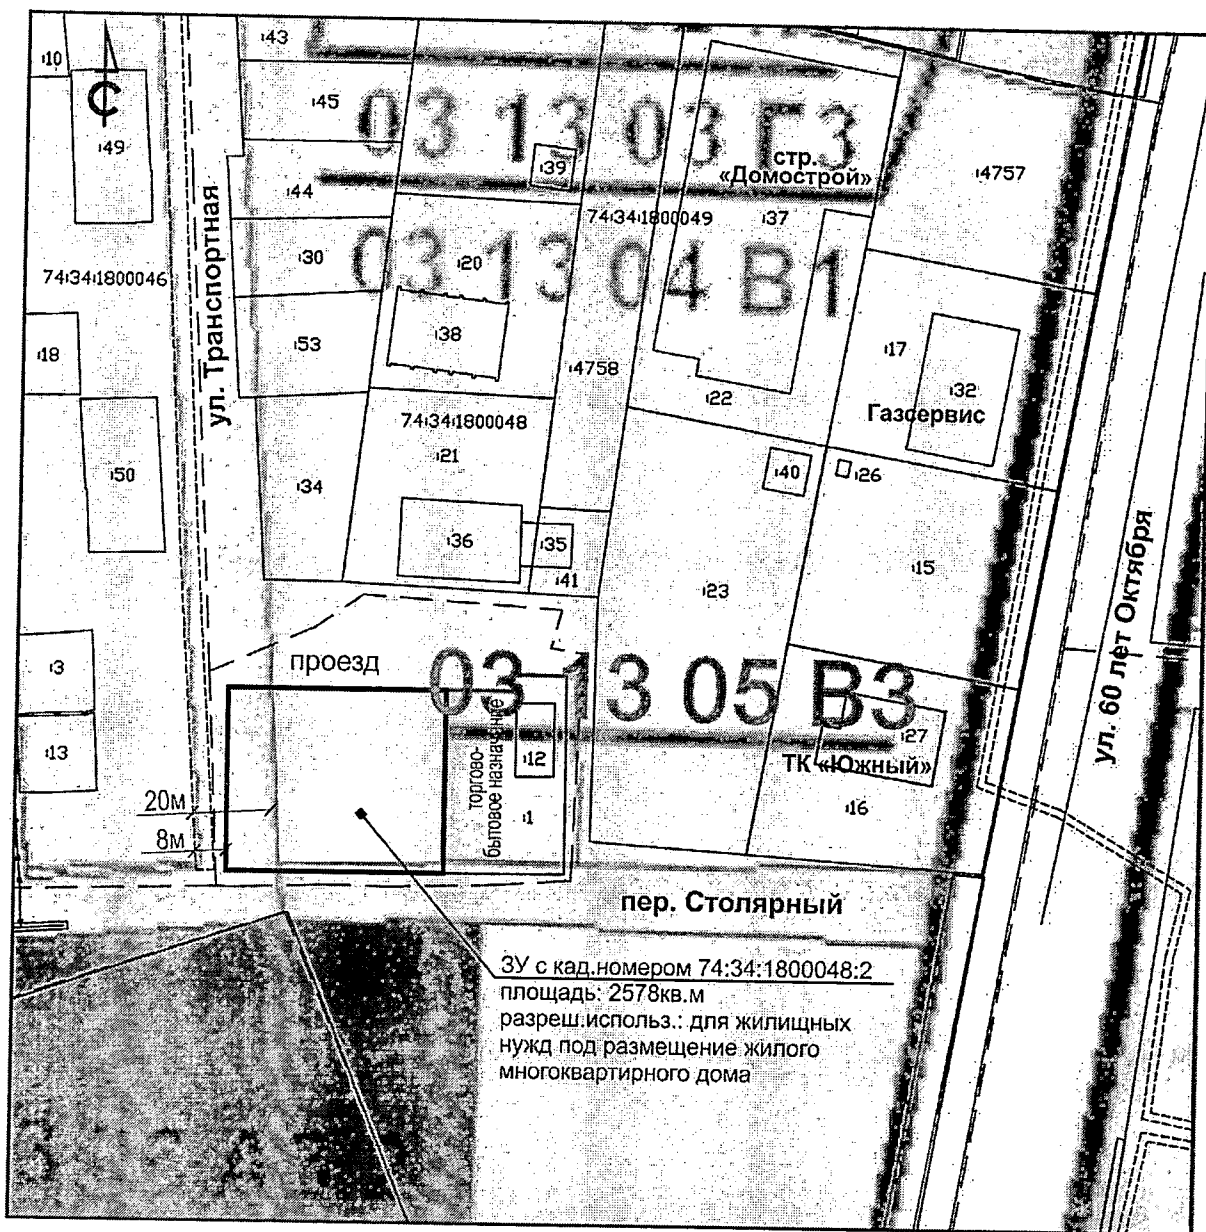 :43
:10
С
:45
:49
03 13 03 Г3
:39
стр.
«Домострой»
:4757
:44
74:34:1800049
:37
ул. Транспортная
:30
:20
03 13 04 В1
74:34:1800046
:18
:53
:38
:17
:4758
:32
:22
Газсервис
74:34:1800048
:21
:50
:34
:40
:26
:36
:35
:41
:15
:23
ул. 60 лет Октября
:3
проезд
03 13 05 В3
:13
торгово-
бытовое назначение
:12
:27
ТК «Южный»
20м
:1
:16
8м
пер. Столярный
ЗУ с кад.номером 74:34:1800048:2
площадь: 2578кв.м
разреш.использ.: для жилищных
нужд под размещение жилого
многоквартирного дома